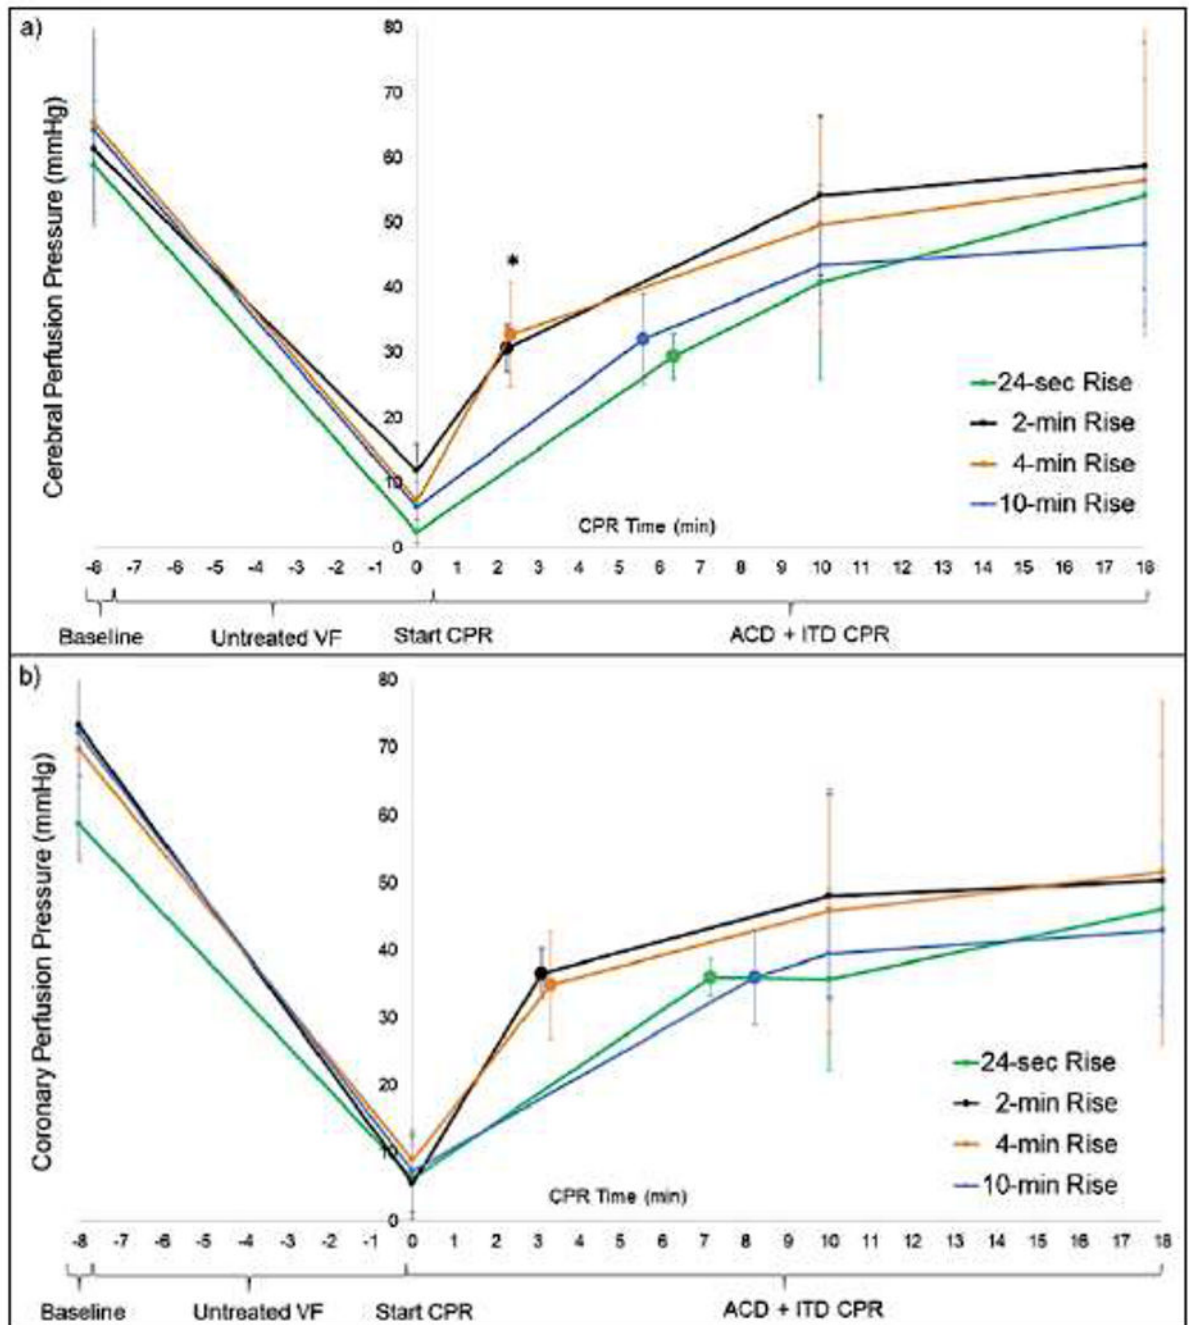 a)
80
70
60
50
40
30
20
10
0
Cerebral Perfusion Pressure (mmHg)
*
24-sec Rise
2-min Rise
4-min Rise
10-min Rise
CPR Time (min)
-8 -7 -6 -5 -4 -3 -2 -1 0 1 2 3 4 5 6 7 8 9 10 11 12 13 14 15 16 17 18
Baseline Untreated VF Start CPR ACD + ITD CPR
b)
80
70
60
50
40
30
20
10
0
Coronary Perfusion Pressure (mmHg)
24-sec Rise
2-min Rise
4-min Rise
10-min Rise
CPR Time (min)
-8 -7 -6 -5 -4 -3 -2 -1 0 1 2 3 4 5 6 7 8 9 10 11 12 13 14 15 16 17 18
Baseline Untreated VF Start CPR ACD + ITD CPR